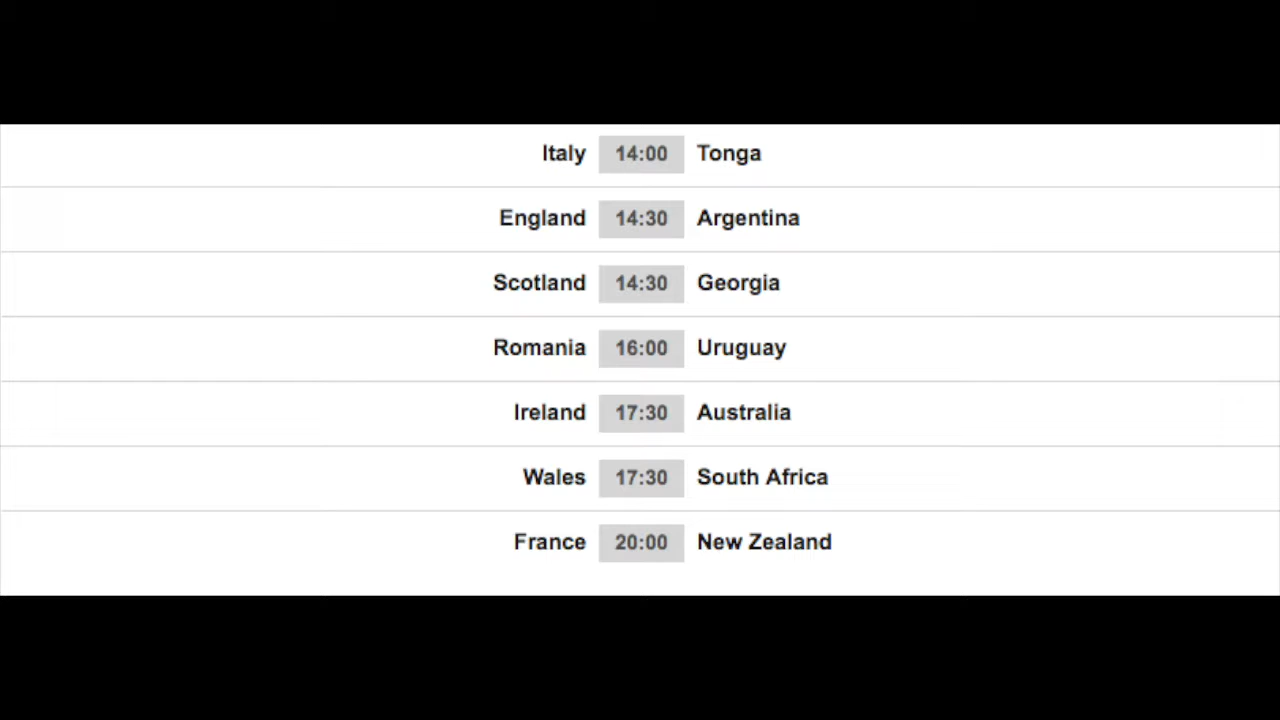 Italy 14:00 Tonga
England 14:30 Argentina
Scotland 14:30 Georgia
Romania 16:00 Uruguay
Ireland 17:30 Australia
Wales 17:30 South Africa
France 20:00 New Zealand